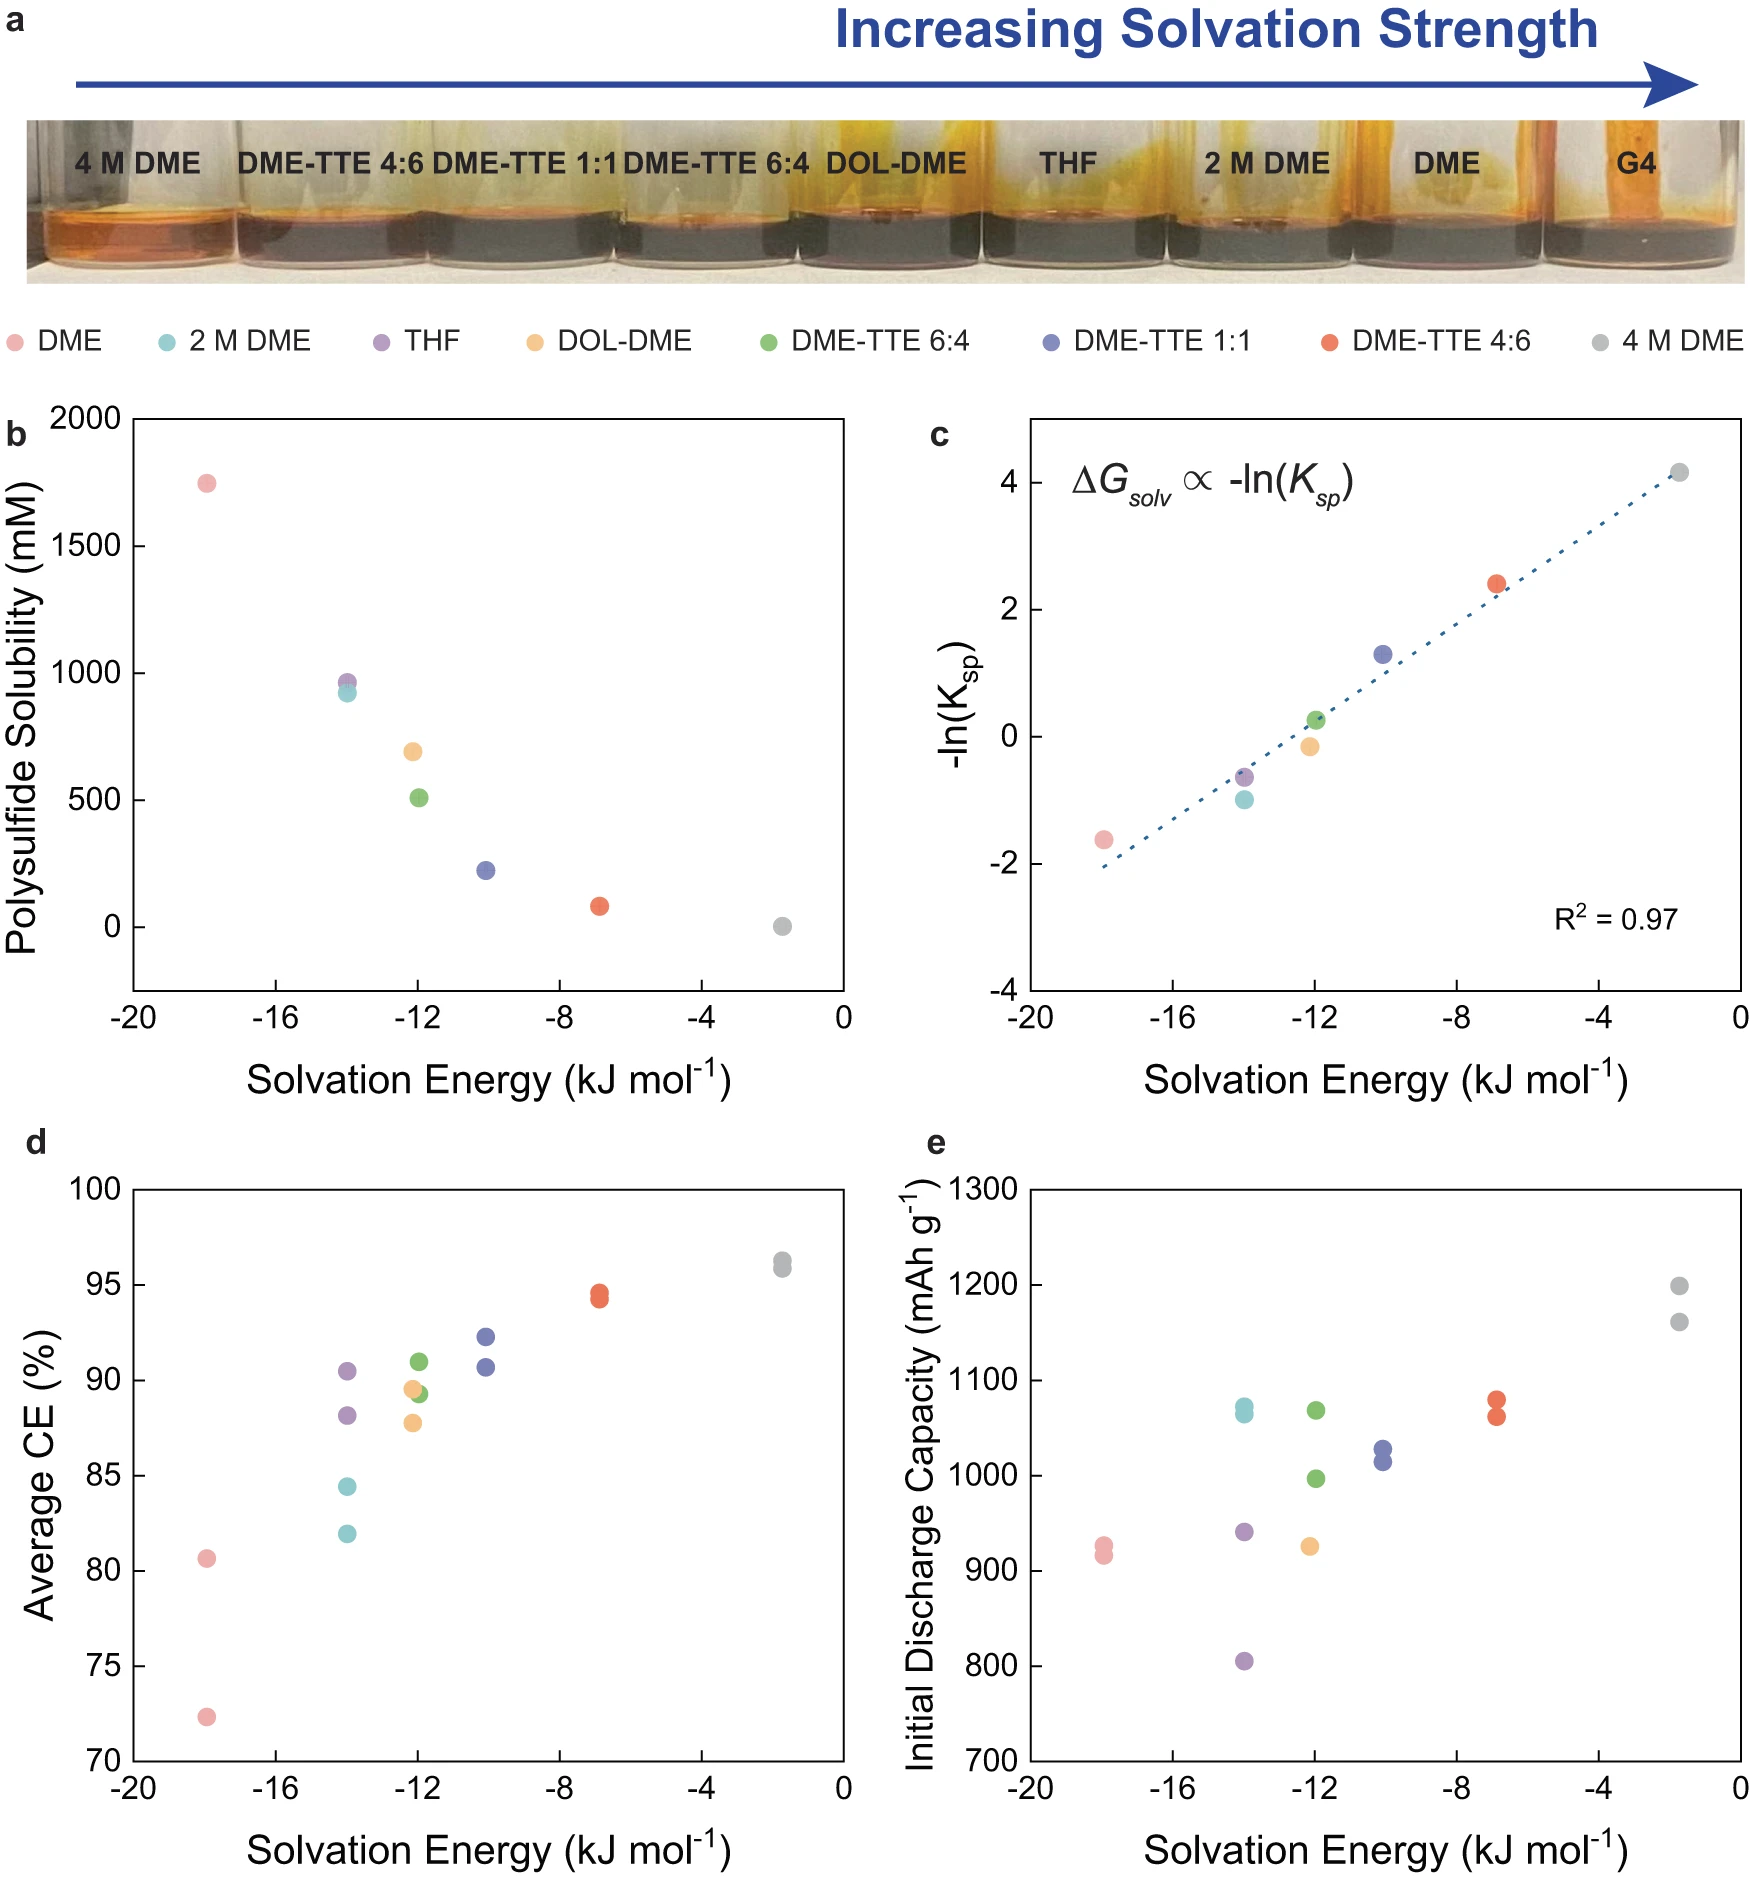 a
Increasing Solvation Strength
4 M DME DME-TTE 4:6 DME-TTE 1:1 DME-TTE 6:4 DOL-DME THF 2 M DME DME G4
DME 2 M DME THF DOL-DME DME-TTE 6:4 DME-TTE 1:1 DME-TTE 4:6 4 M DME
b
Polysulfide Solubility (mM)
2000
1500
1000
500
0
-20 -16 -12 -8 -4 0
Solvation Energy (kJ mol⁻¹)
c
ΔG_solv ∝ -ln(K_sp)
-ln(K_sp)
4
2
0
-2
-4
R² = 0.97
-20 -16 -12 -8 -4 0
Solvation Energy (kJ mol⁻¹)
d
Average CE (%)
100
95
90
85
80
75
70
-20 -16 -12 -8 -4 0
Solvation Energy (kJ mol⁻¹)
e
Initial Discharge Capacity (mAh g⁻¹)
1300
1200
1100
1000
900
800
700
-20 -16 -12 -8 -4 0
Solvation Energy (kJ mol⁻¹)